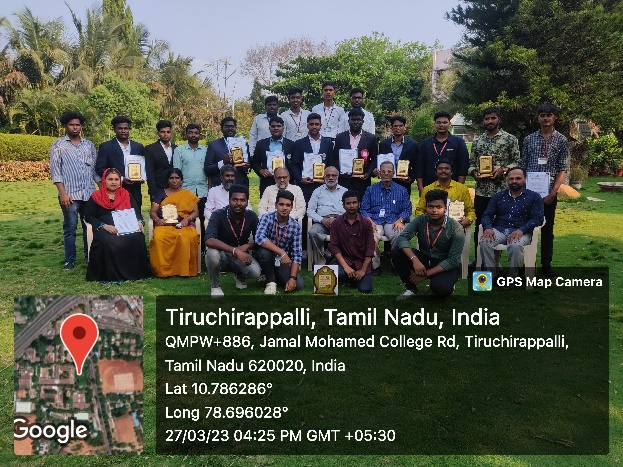 GPS Map Camera
Tiruchirappalli, Tamil Nadu, India
QMPW+886, Jamal Mohamed College Rd, Tiruchirappalli,
Tamil Nadu 620020, India
Lat 10.786286°
Long 78.696028°
27/03/23 04:25 PM GMT +05:30
Google